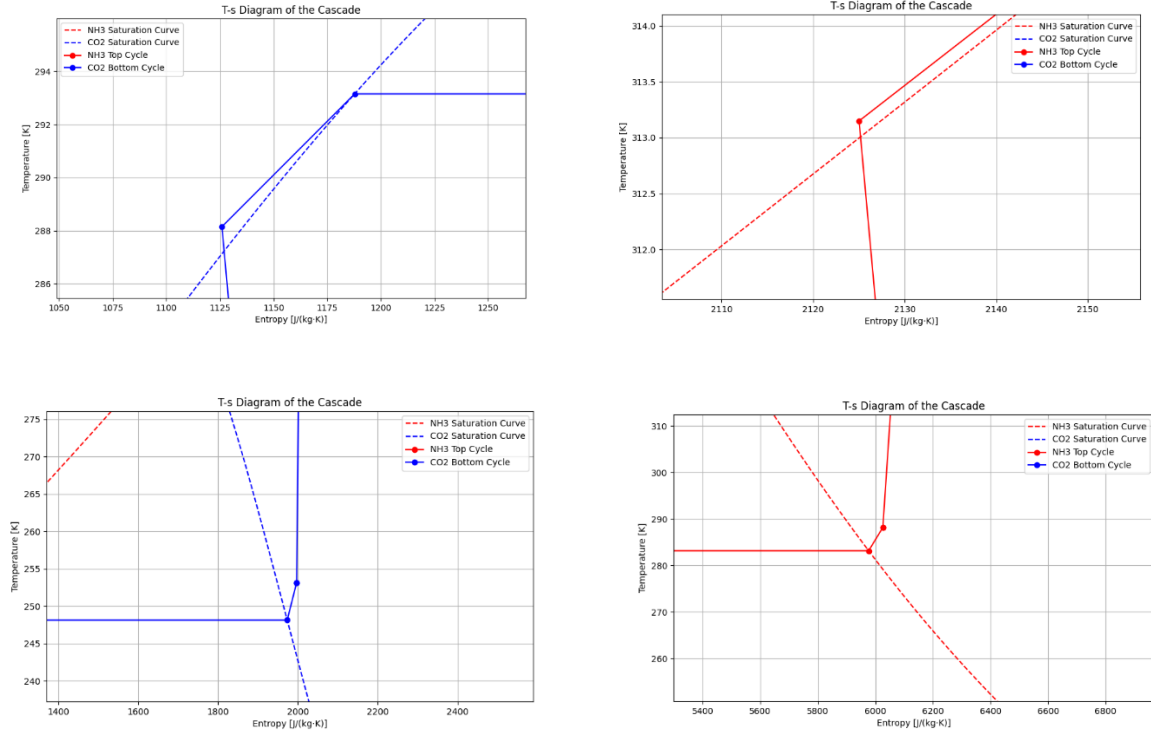 T-s Diagram of the Cascade
NH3 Saturation Curve
CO2 Saturation Curve
NH3 Top Cycle
CO2 Bottom Cycle
294
292
290
288
286
Temperature [K]
1050 1075 1100 1125 1150 1175 1200 1225 1250
Entropy [J/(kg·K)]
T-s Diagram of the Cascade
NH3 Saturation Curve
CO2 Saturation Curve
NH3 Top Cycle
CO2 Bottom Cycle
314.0
313.5
313.0
312.5
312.0
Temperature [K]
2110 2120 2130 2140 2150
Entropy [J/(kg·K)]
T-s Diagram of the Cascade
NH3 Saturation Curve
CO2 Saturation Curve
NH3 Top Cycle
CO2 Bottom Cycle
275
270
265
260
255
250
245
240
Temperature [K]
1400 1600 1800 2000 2200 2400
Entropy [J/(kg·K)]
T-s Diagram of the Cascade
NH3 Saturation Curve
CO2 Saturation Curve
NH3 Top Cycle
CO2 Bottom Cycle
310
300
290
280
270
260
Temperature [K]
5400 5600 5800 6000 6200 6400 6600 6800
Entropy [J/(kg·K)]